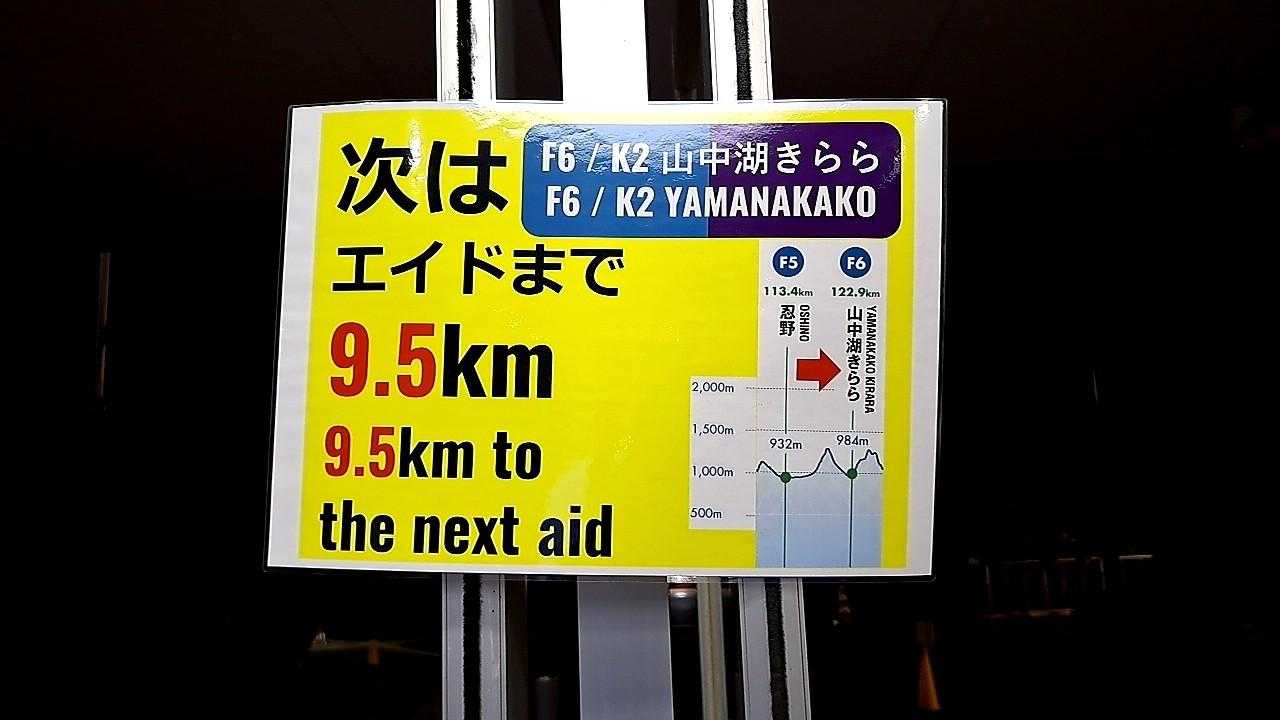 次は
F6 / K2 山中湖きらら
F6 / K2 YAMANAKAKO
エイドまで
9.5km
9.5km to
the next aid
F5
F6
113.4km
122.9km
忍野
OSHINO
山中湖きらら
YAMANAKAKO KIRARA
2,000m
1,500m
932m
984m
1,000m
500m